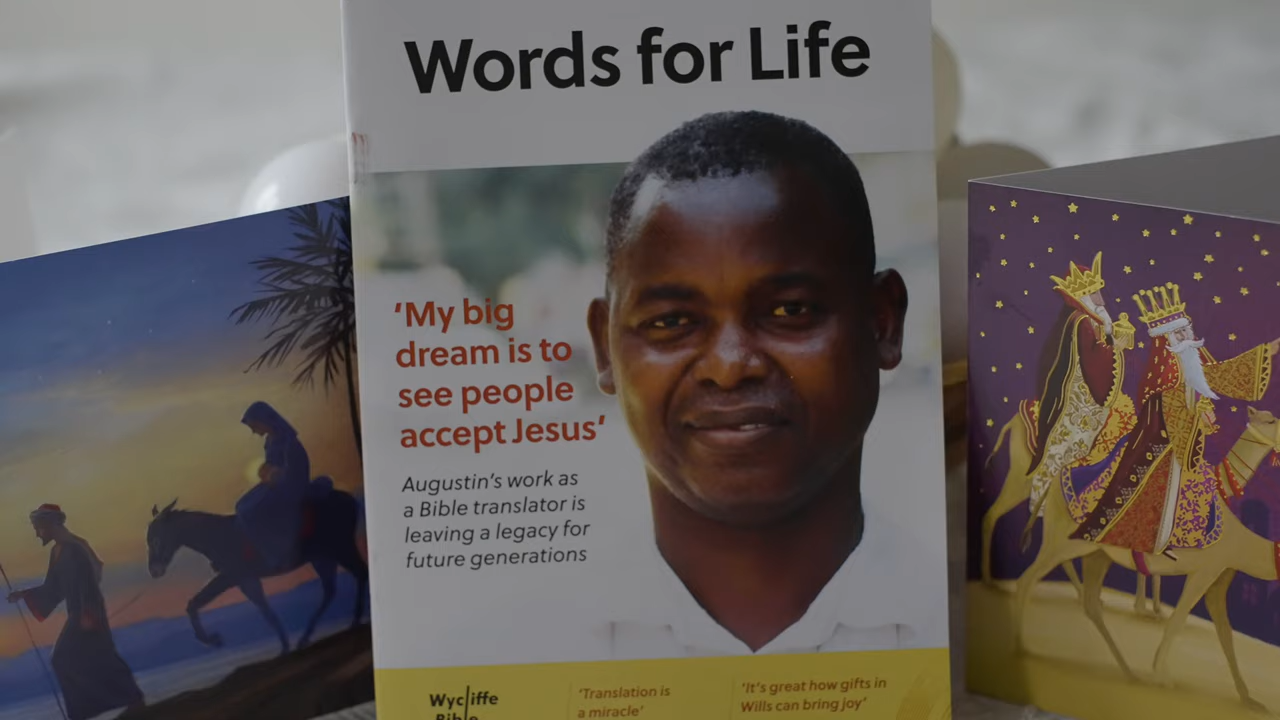 Words for Life
‘My big
dream is to
see people
accept Jesus’
Augustin’s work as
a Bible translator is
leaving a legacy for
future generations
Wycliffe
Bible
‘Translation is
a miracle’
‘It’s great how gifts in
Wills can bring joy’